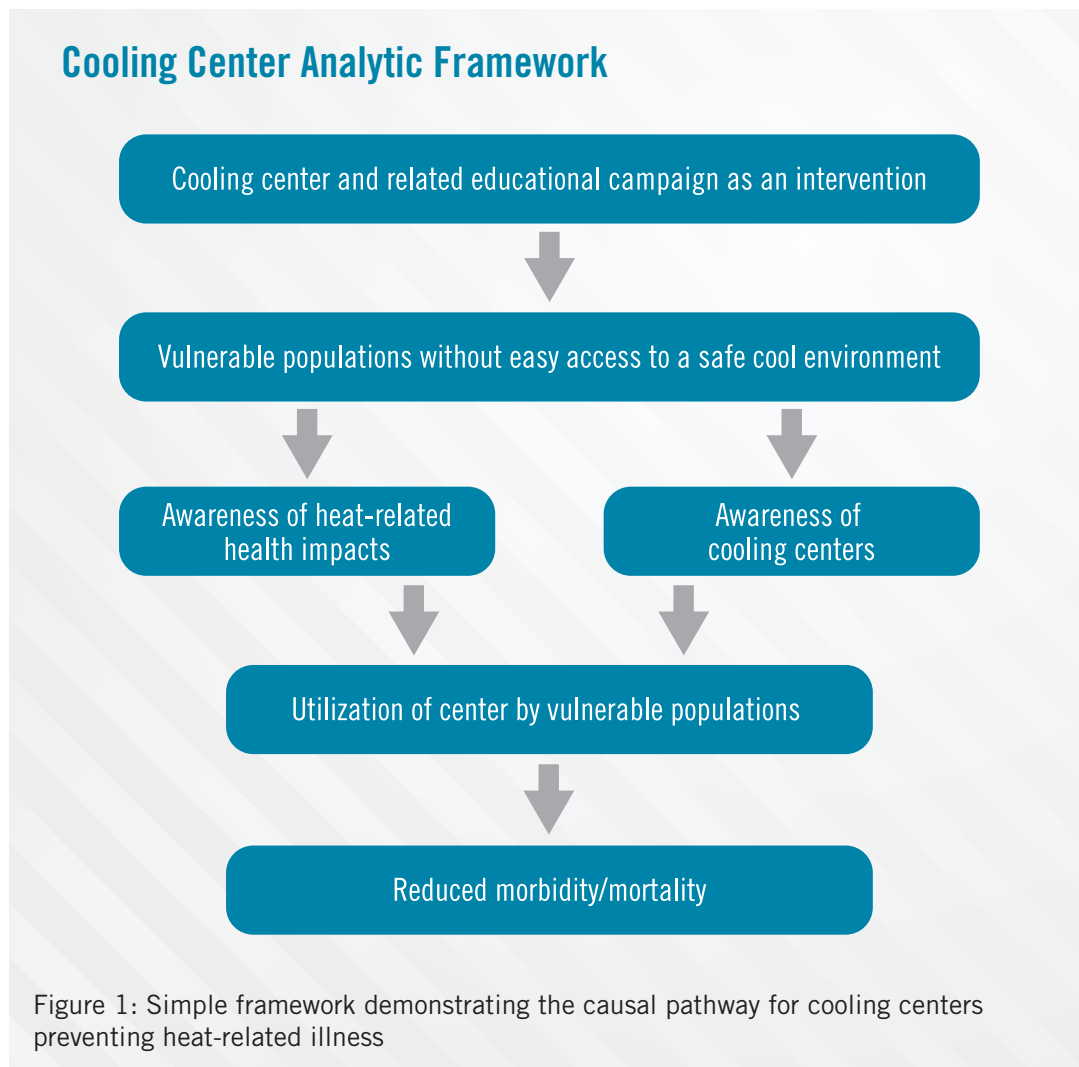 Cooling Center Analytic Framework
Cooling center and related educational campaign as an intervention
Vulnerable populations without easy access to a safe cool environment
Awareness of heat-related
health impacts
Awareness of
cooling centers
Utilization of center by vulnerable populations
Reduced morbidity/mortality
Figure 1: Simple framework demonstrating the causal pathway for cooling centers
preventing heat-related illness